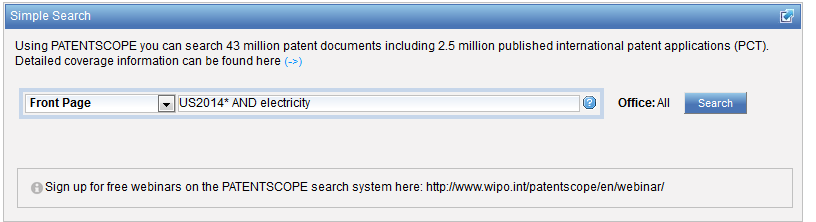 Simple Search
Using PATENTSCOPE you can search 43 million patent documents including 2.5 million published international patent applications (PCT).
Detailed coverage information can be found here (->)
Front Page US2014* AND electricity ? Office: All Search
Sign up for free webinars on the PATENTSCOPE search system here: http://www.wipo.int/patentscope/en/webinar/